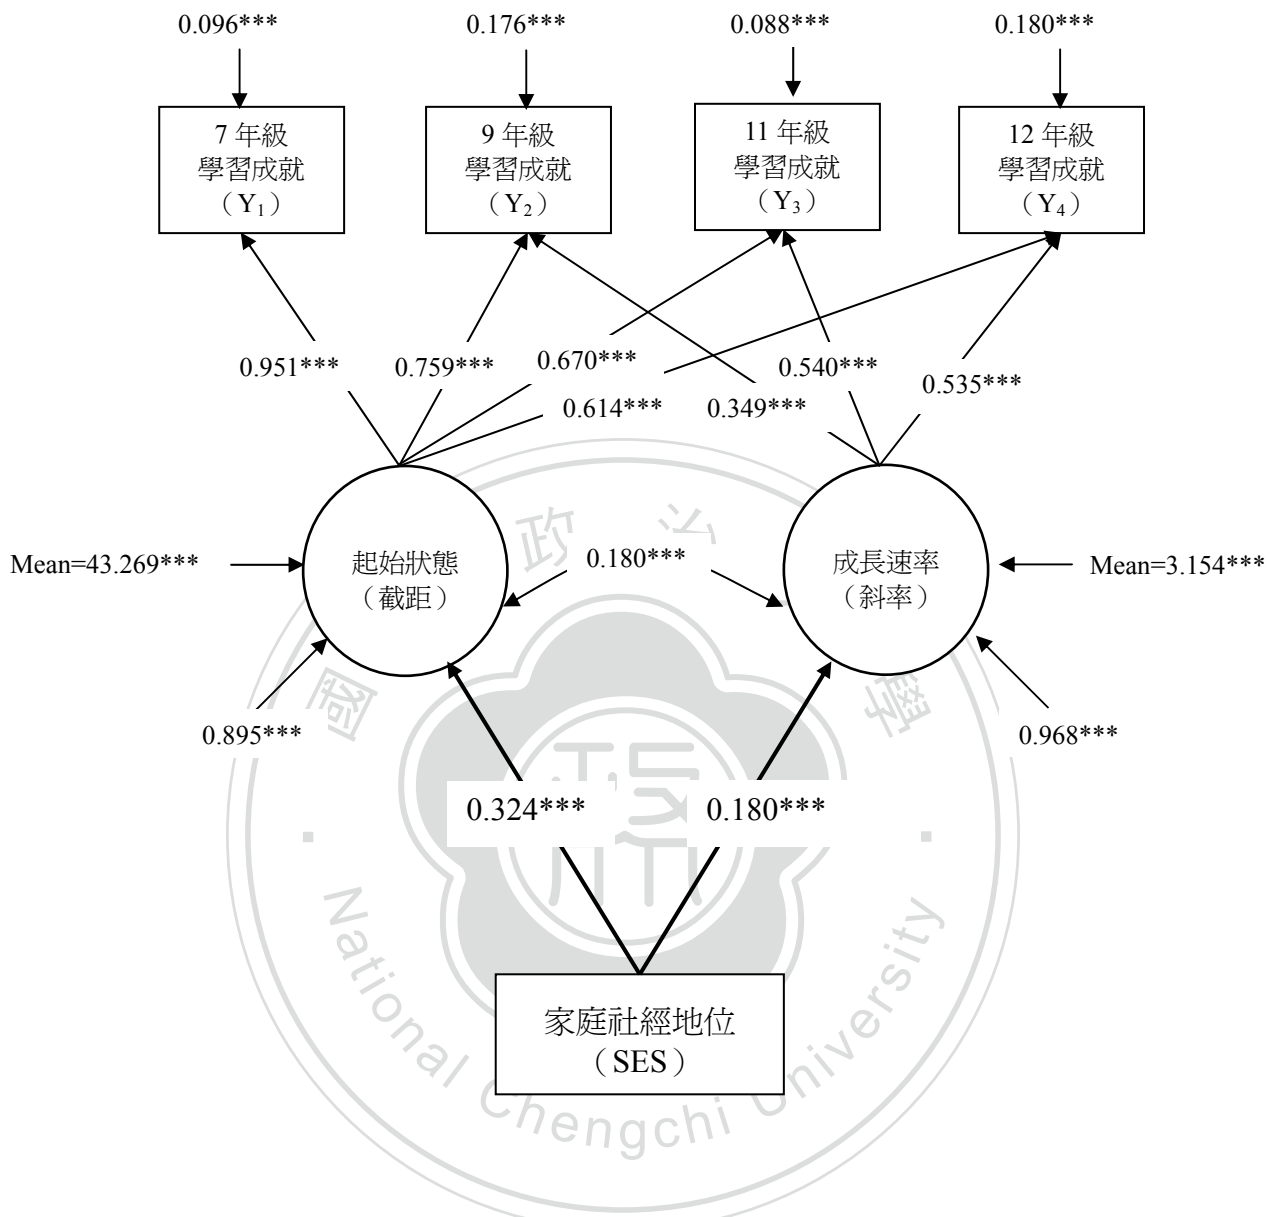 0.096***
0.176***
0.088***
0.180***
7 年級
學習成就
（Y₁）
9 年級
學習成就
（Y₂）
11 年級
學習成就
（Y₃）
12 年級
學習成就
（Y₄）
0.951***
0.759***
0.670***
0.540***
0.535***
0.614***
0.349***
政
Mean=43.269***
起始狀態
（截距）
0.180***
成長速率
（斜率）
Mean=3.154***
國
學
0.895***
0.968***
0.324***
0.180***
National Chengchi University
家庭社經地位
（SES）